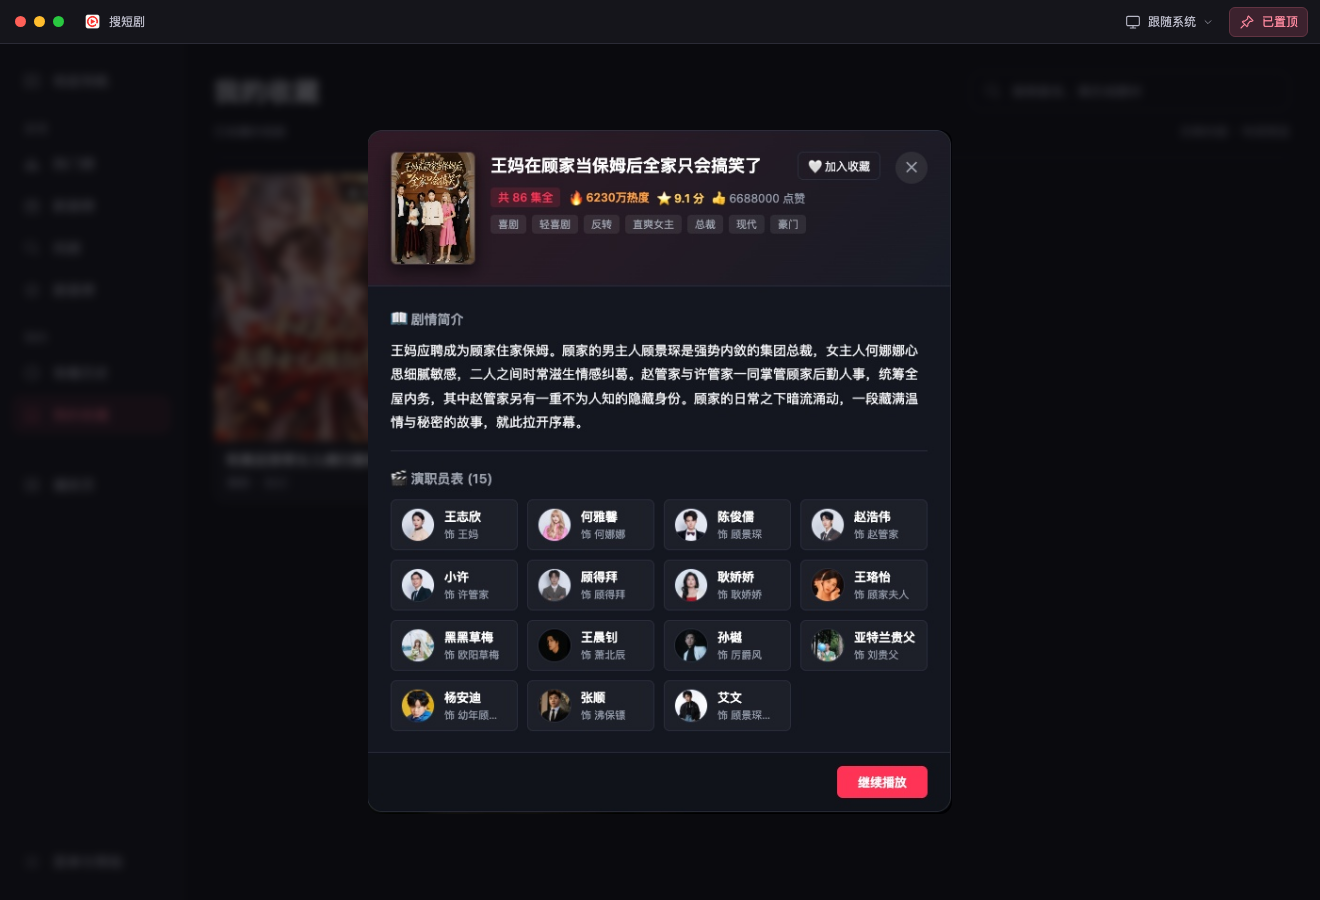 搜短剧
跟随系统
已置顶
我的收藏
王妈在顾家当保姆后全家只会搞笑了
加入收藏
共 86 集全
6230万热度
9.1 分
6688000 点赞
喜剧
轻喜剧
反转
直爽女主
总裁
现代
豪门
剧情简介
王妈应聘成为顾家住家保姆。顾家的男主人顾景琛是强势内敛的集团总裁，女主人何娜娜心
思细腻敏感，二人之间时常滋生情感纠葛。赵管家与许管家一同掌管顾家后勤人事，统筹全
屋内务，其中赵管家另有一重不为人知的隐藏身份。顾家的日常之下暗流涌动，一段藏满温
情与秘密的故事，就此拉开序幕。
演职员表 (15)
王志欣
饰 王妈
何雅馨
饰 何娜娜
陈俊儒
饰 顾景琛
赵浩伟
饰 赵管家
小许
饰 许管家
顾得拜
饰 顾得拜
耿娇娇
饰 耿娇娇
王珞怡
饰 顾家夫人
黑黑草梅
饰 欧阳草梅
王晨钊
饰 萧北辰
孙樾
饰 厉爵风
亚特兰贵父
饰 刘贵父
杨安迪
饰 幼年顾...
张顺
饰 沸保镖
艾文
饰 顾景琛...
继续播放